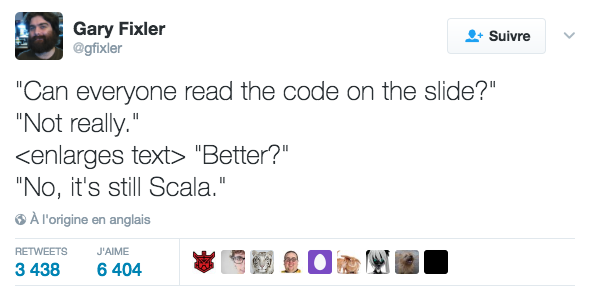 Gary Fixler
@gfixler
Suivre
"Can everyone read the code on the slide?"
"Not really."
<enlarges text> "Better?"
"No, it's still Scala."
À l'origine en anglais
RETWEETS J'AIME
3 438 6 404